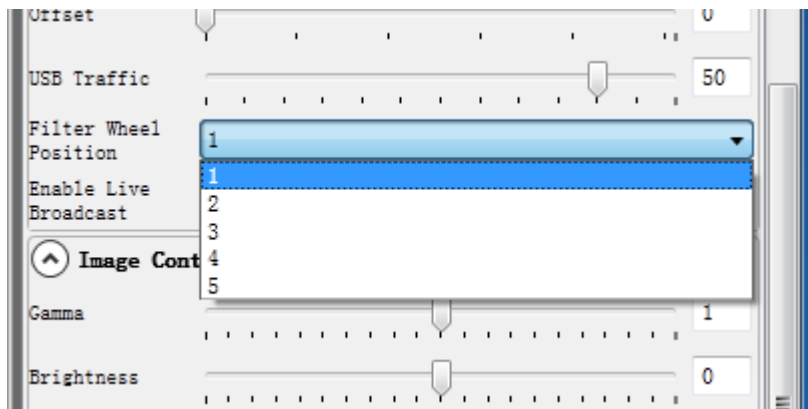 Offset 0
USB Traffic 50
Filter Wheel
Position
1
1
Enable Live
Broadcast
2
3
Image Cont
4
5
Gamma 1
Brightness 0